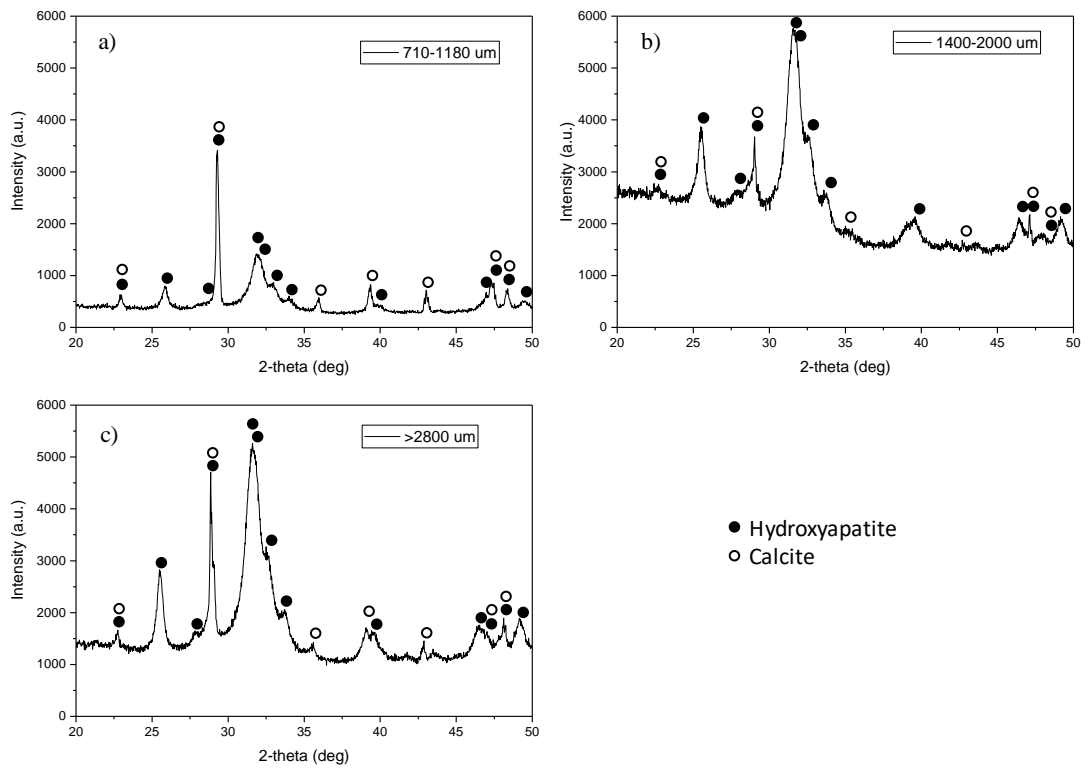 a)
710-1180 um
6000
5000
4000
3000
2000
1000
0
Intensity (a.u.)
20 25 30 35 40 45 50
2-theta (deg)
b)
1400-2000 um
6000
5000
4000
3000
2000
1000
0
Intensity (a.u.)
20 25 30 35 40 45 50
2-theta (deg)
c)
>2800 um
6000
5000
4000
3000
2000
1000
0
Intensity (a.u.)
20 25 30 35 40 45 50
2-theta (deg)
Hydroxyapatite
Calcite